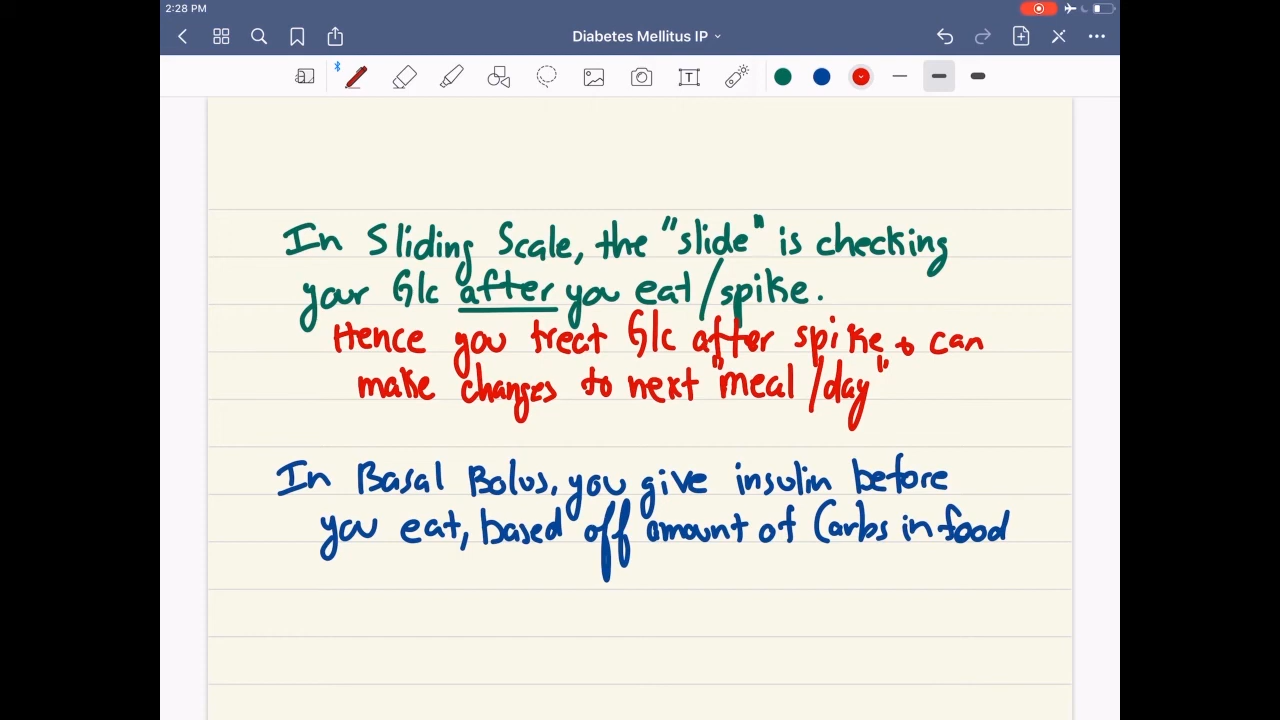 2:28 PM
Diabetes Mellitus IP
T
In Sliding Scale, the "slide" is checking
your Glc after you eat/spike.
Hence you treat Glc after spike + can
make changes to next "meal/day"
In Basal Bolus, you give insulin before
you eat, based off amount of Carbs in food